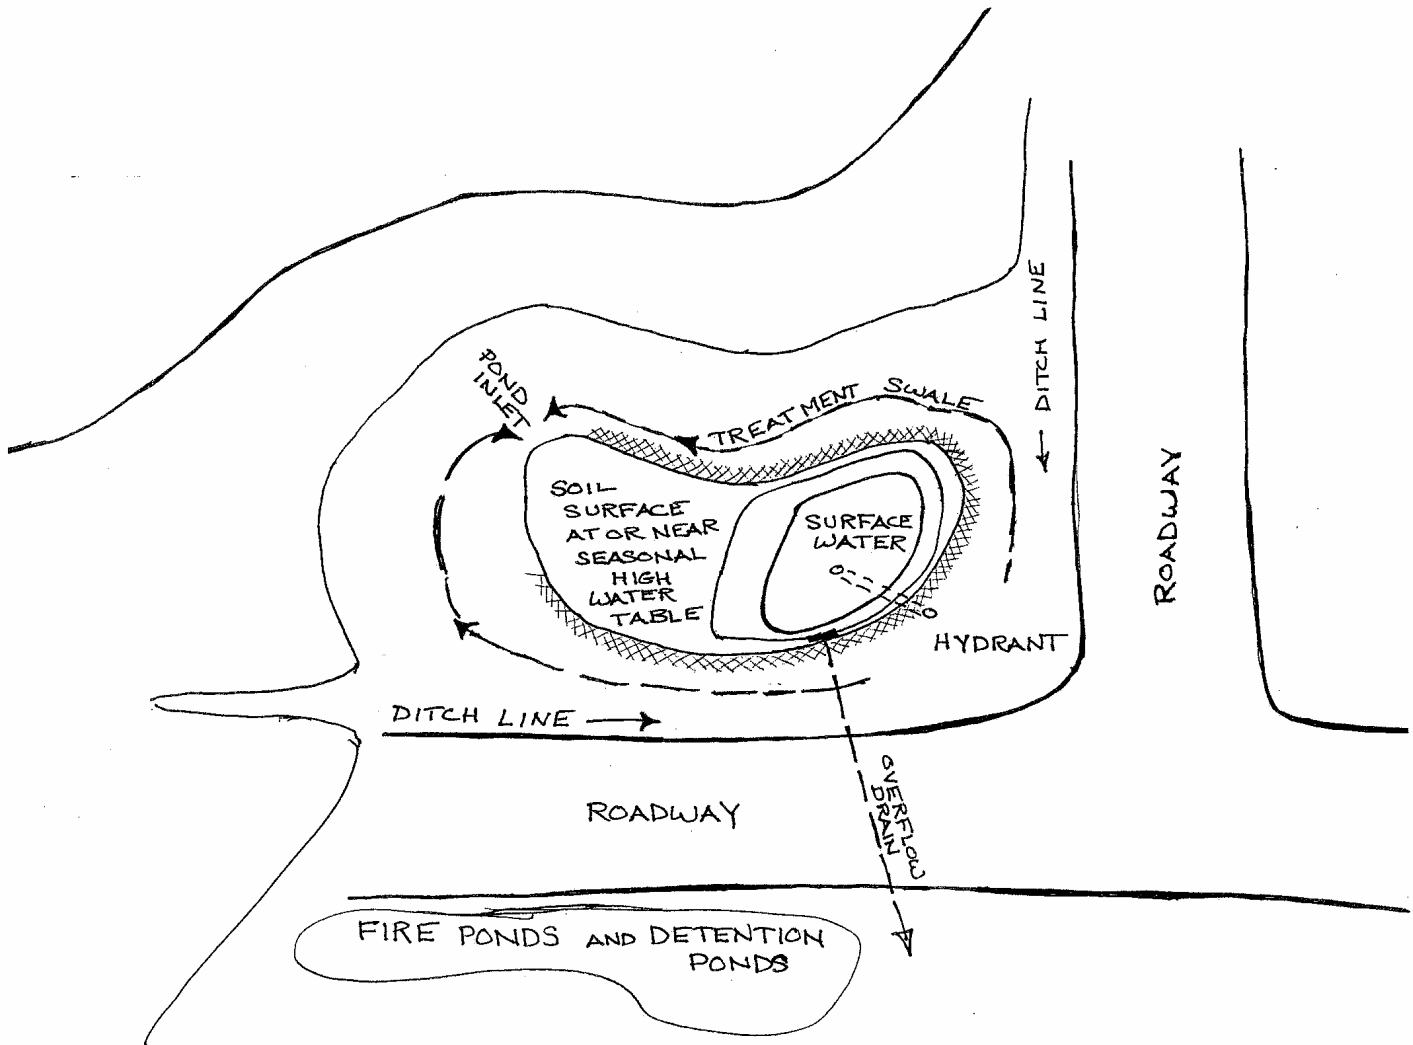 DITCH LINE
POND
INLET
TREATMENT SWALE
SOIL
SURFACE
AT OR NEAR
SEASONAL
HIGH
WATER
TABLE
SURFACE
WATER
ROADWAY
HYDRANT
DITCH LINE
ROADWAY
OVERFLOW
DRAIN
FIRE PONDS AND DETENTION
PONDS